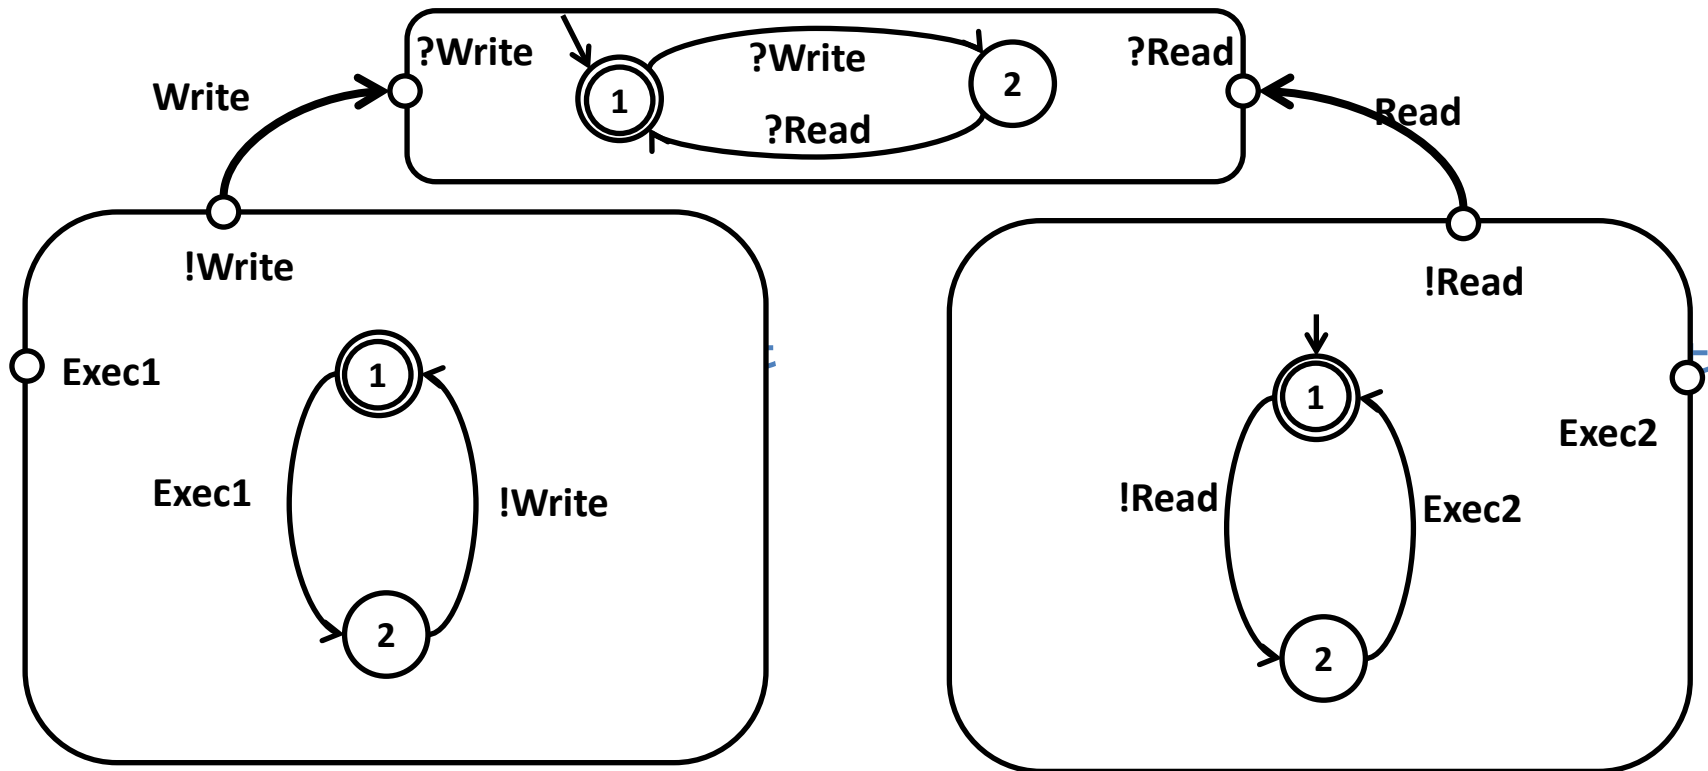 ?Write
?Write
?Read
Write
1
2
Read
?Read
!Write
!Read
Exec1
1
1
Exec2
Exec1
!Write
!Read
Exec2
2
2